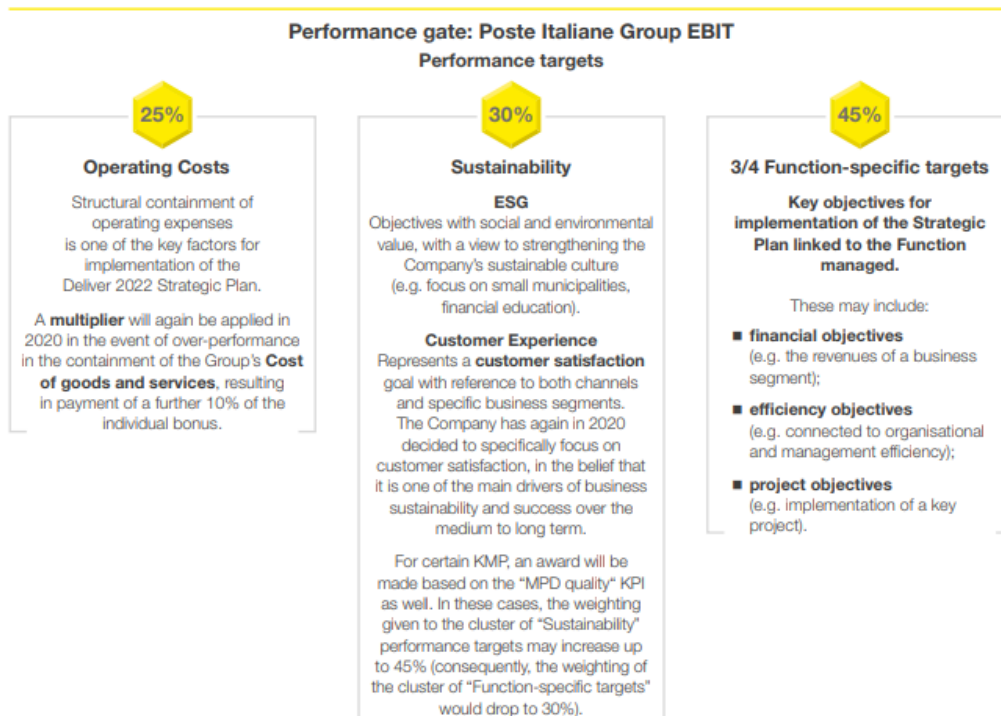 Performance gate: Poste Italiane Group EBIT
Performance targets
25%
Operating Costs
Structural containment of
operating expenses
is one of the key factors for
implementation of the
Deliver 2022 Strategic Plan.
A multiplier will again be applied in
2020 in the event of over-performance
in the containment of the Group's Cost
of goods and services, resulting
in payment of a further 10% of the
individual bonus.
30%
Sustainability
ESG
Objectives with social and environmental
value, with a view to strengthening the
Company's sustainable culture
(e.g. focus on small municipalities,
financial education).
Customer Experience
Represents a customer satisfaction
goal with reference to both channels
and specific business segments.
The Company has again in 2020
decided to specifically focus on
customer satisfaction, in the belief that
it is one of the main drivers of business
sustainability and success over the
medium to long term.
For certain KMP, an award will be
made based on the “MPD quality“ KPI
as well. In these cases, the weighting
given to the cluster of “Sustainability”
performance targets may increase up
to 45% (consequently, the weighting of
the cluster of “Function-specific targets”
would drop to 30%).
45%
3/4 Function-specific targets
Key objectives for
implementation of the Strategic
Plan linked to the Function
managed.
These may include:
■ financial objectives
(e.g. the revenues of a business
segment);
■ efficiency objectives
(e.g. connected to organisational
and management efficiency);
■ project objectives
(e.g. implementation of a key
project).